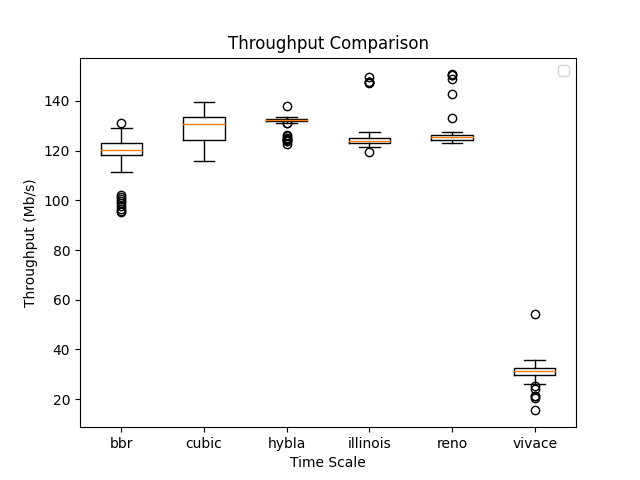 Throughput Comparison
Throughput (Mb/s)
140
120
100
80
60
40
20
bbr cubic hybla illinois reno vivace
Time Scale